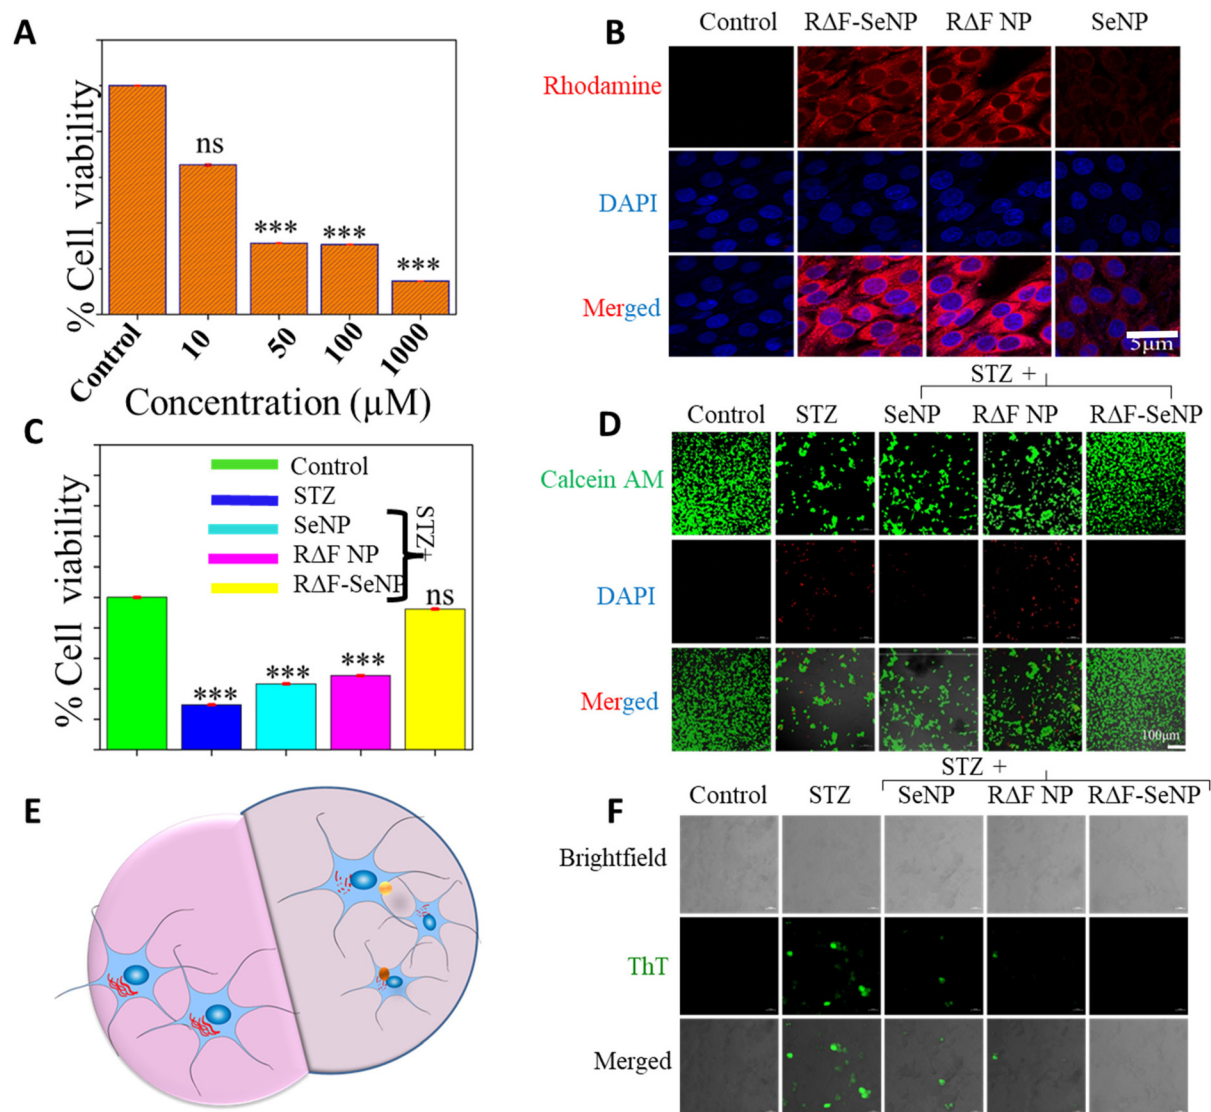 A
% Cell viability
ns
***
***
***
Control
10
50
100
1000
Concentration (µM)
B
Control RΔF-SeNP RΔF NP SeNP
Rhodamine
DAPI
Merged
5µm
C
% Cell viability
Control
STZ
SeNP
RΔF NP
RΔF-SeNP
STZ+
***
***
***
ns
D
STZ +
Control STZ SeNP RΔF NP RΔF-SeNP
Calcein AM
DAPI
Merged
100µm
E
F
STZ +
Control STZ SeNP RΔF NP RΔF-SeNP
Brightfield
ThT
Merged